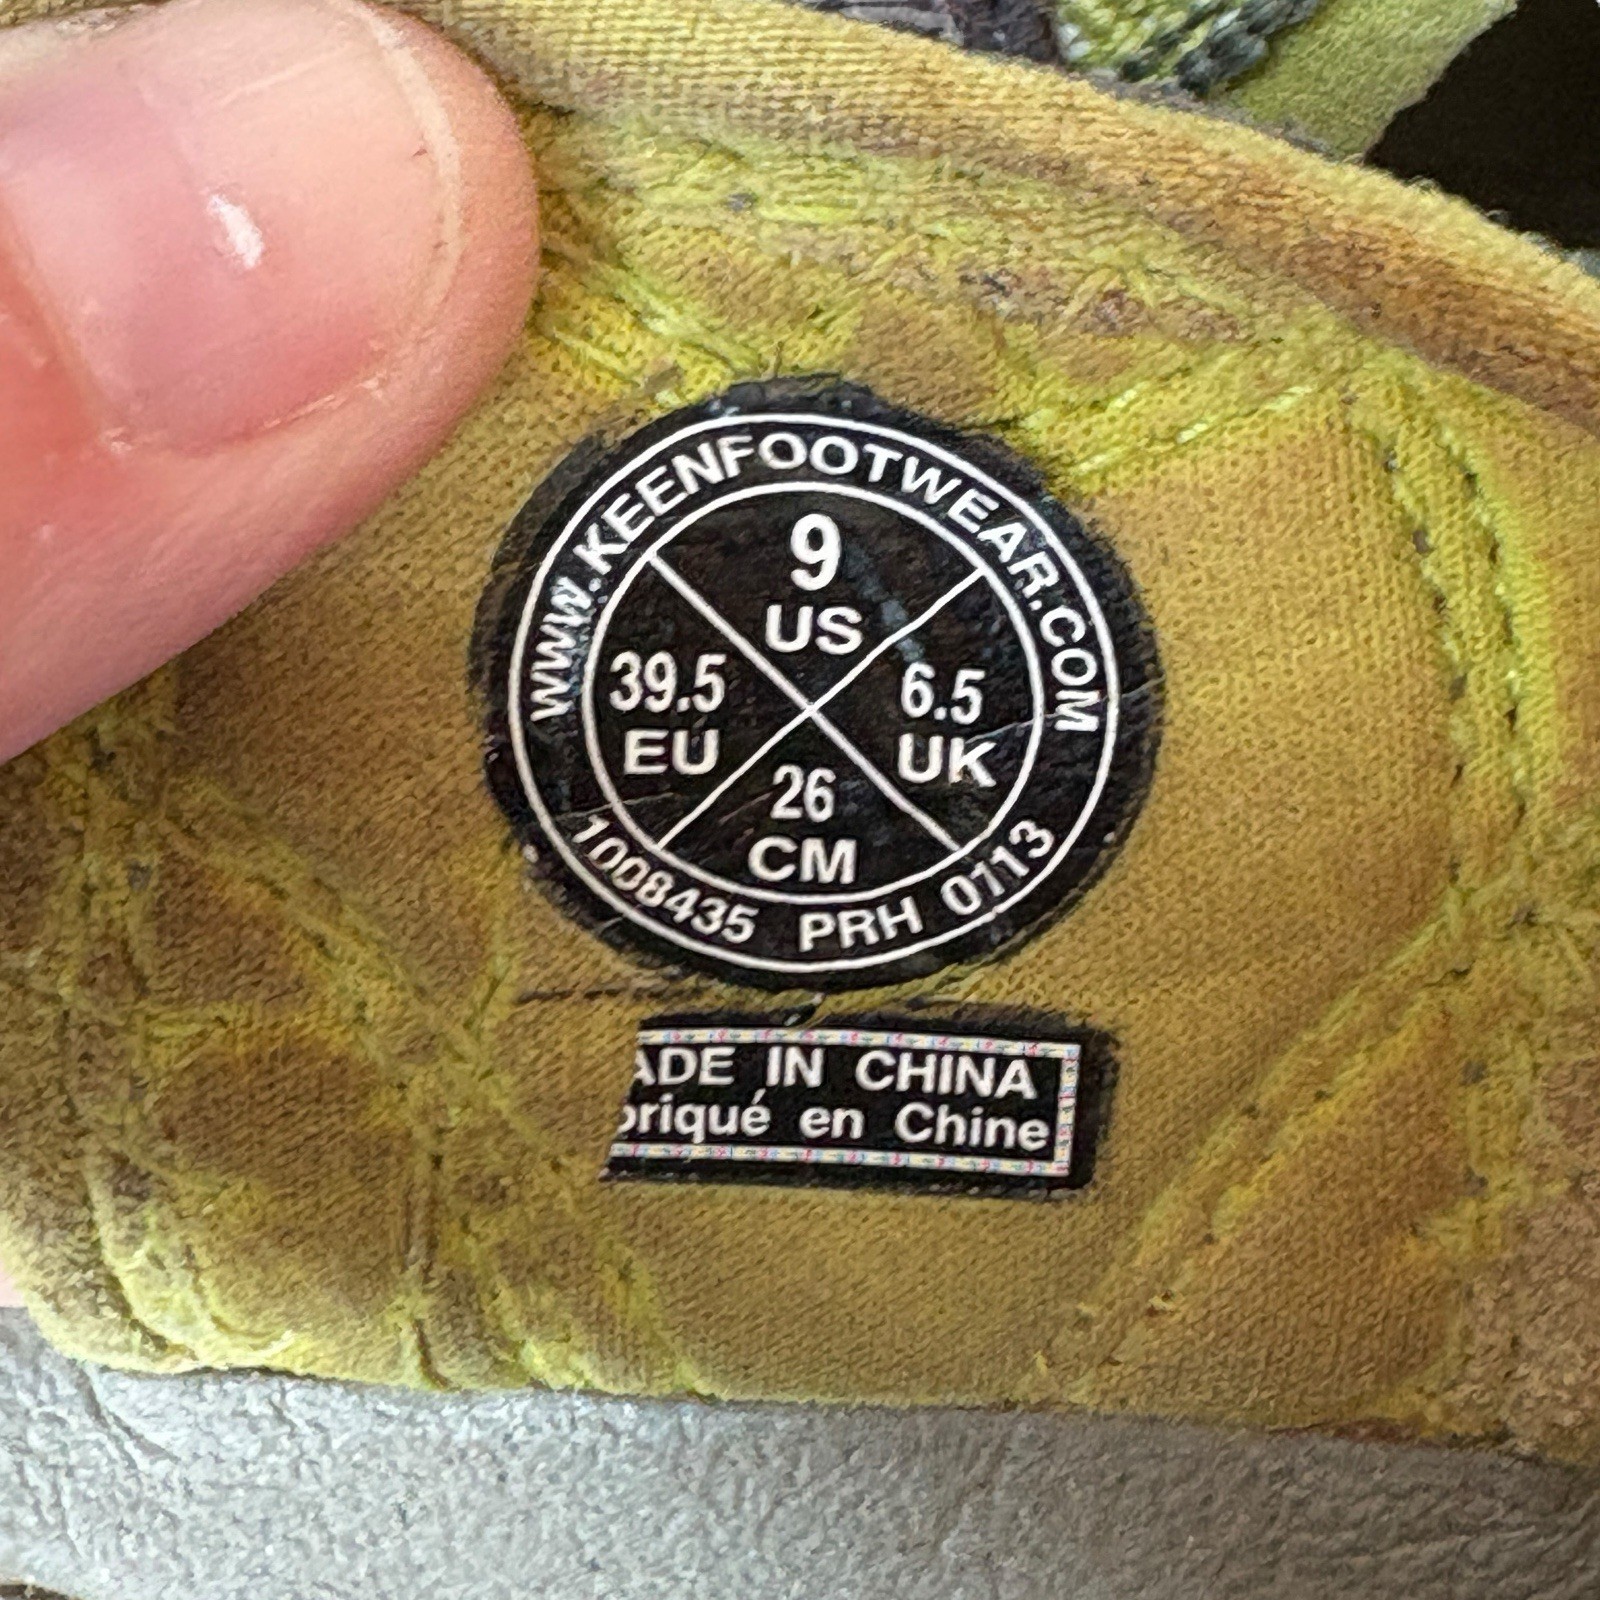 WWW.KEENFOOTWEAR.COM
9
US
39.5
EU
6.5
UK
26
CM
1008435 PRH 0113
ADE IN CHINA
briqué en Chine